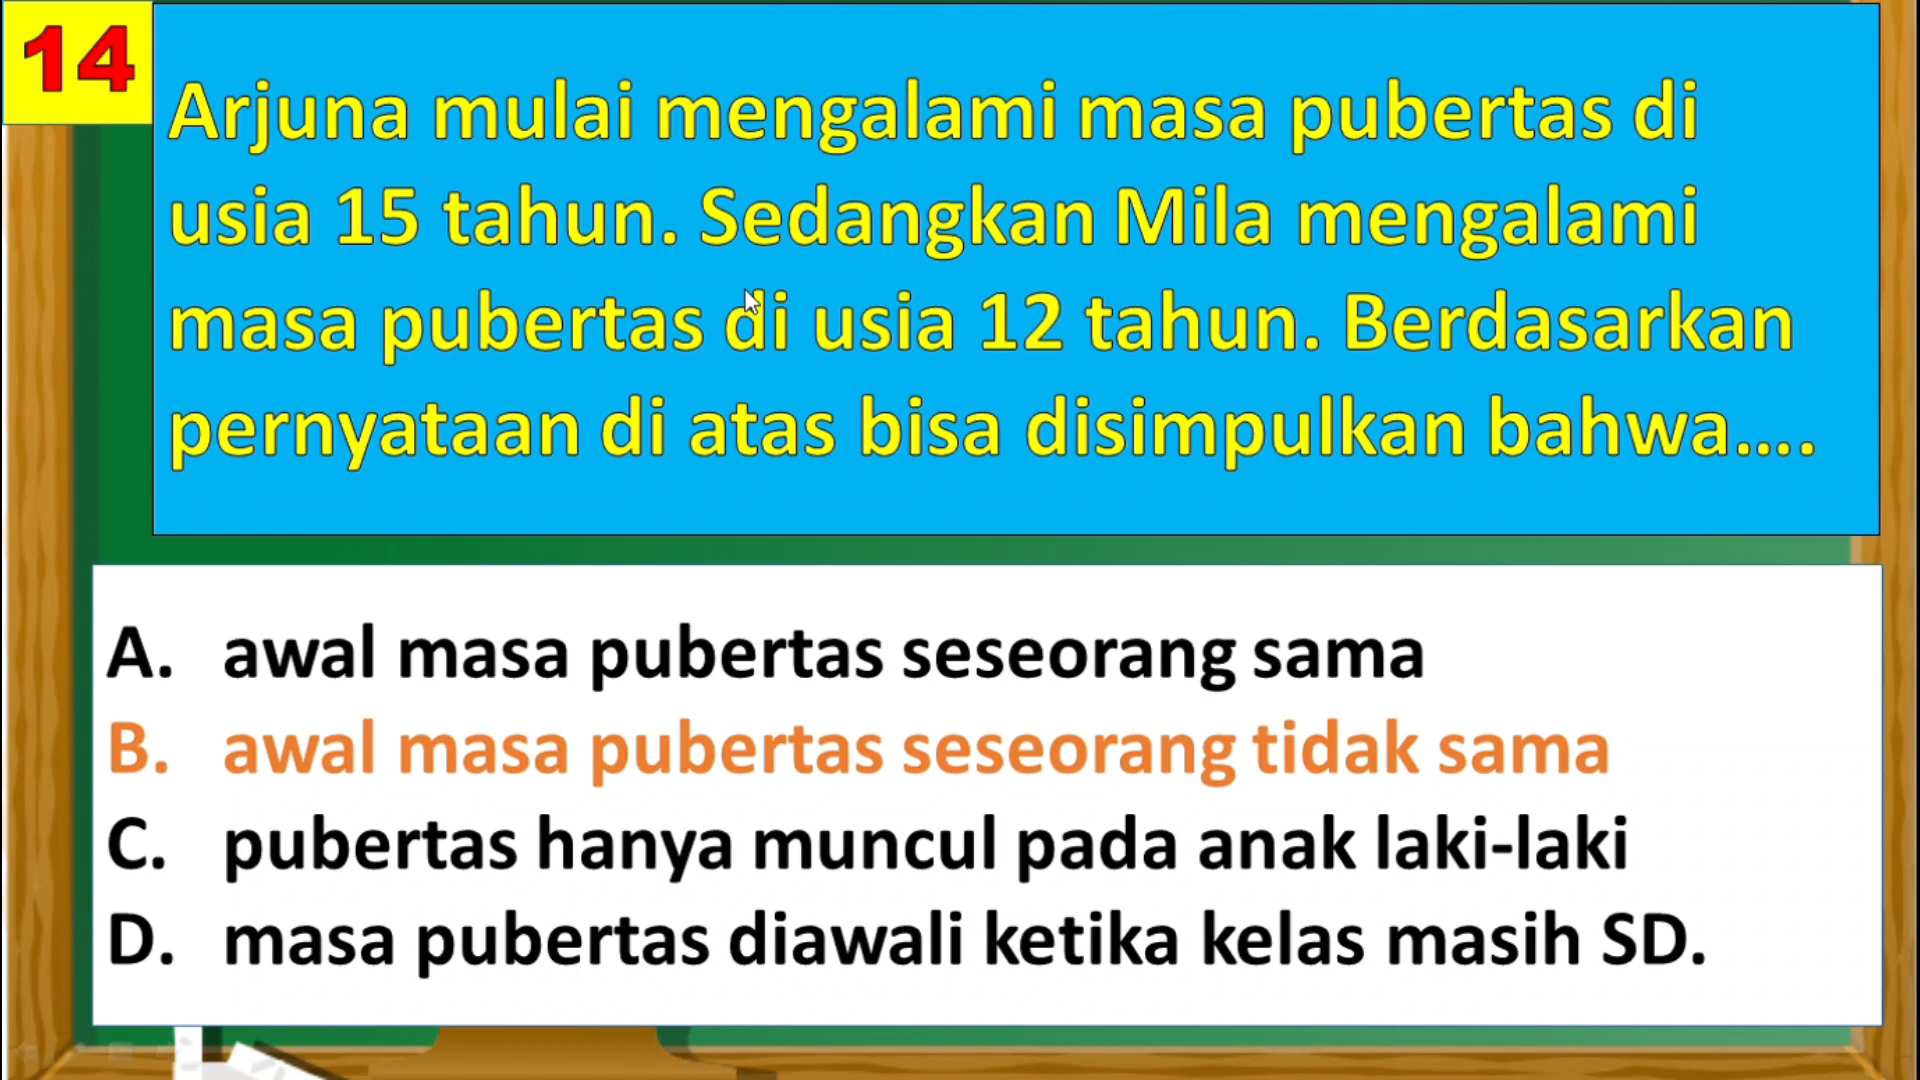 14
Arjuna mulai mengalami masa pubertas di
usia 15 tahun. Sedangkan Mila mengalami
masa pubertas di usia 12 tahun. Berdasarkan
pernyataan di atas bisa disimpulkan bahwa....
A. awal masa pubertas seseorang sama
B. awal masa pubertas seseorang tidak sama
C. pubertas hanya muncul pada anak laki-laki
D. masa pubertas diawali ketika kelas masih SD.